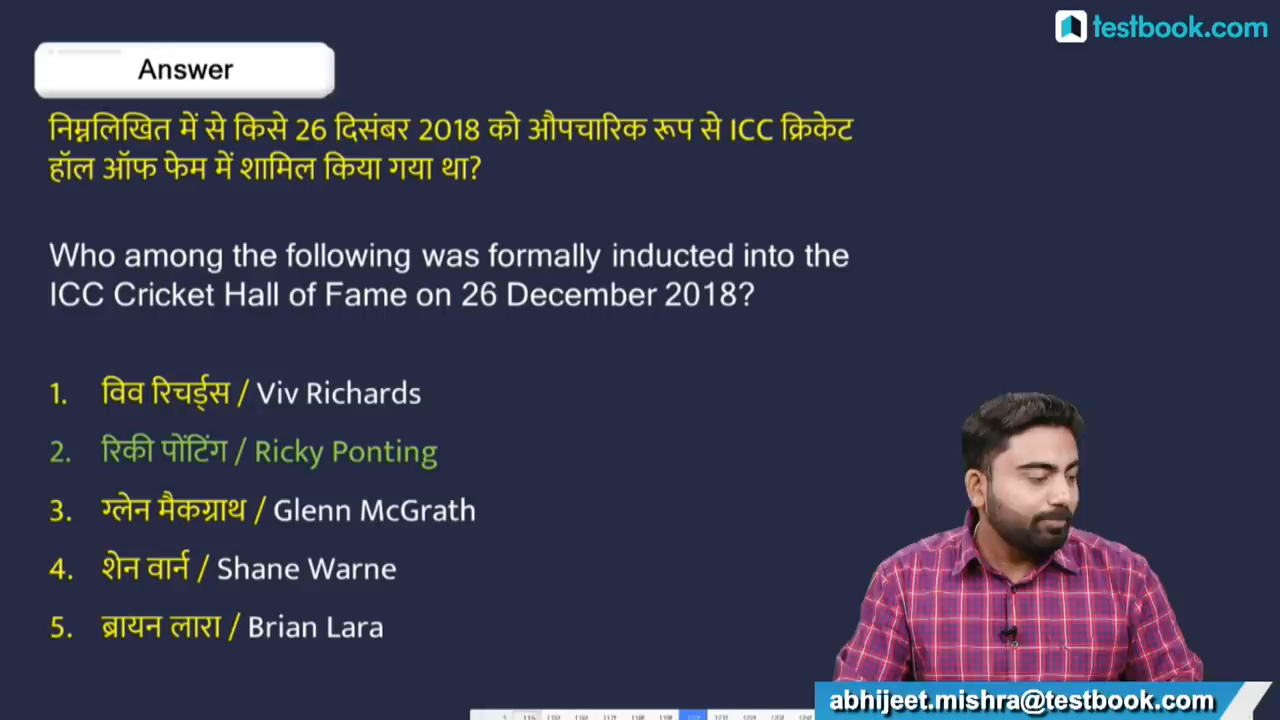 testbook.com
Answer
निम्नलिखित में से किसे 26 दिसंबर 2018 को औपचारिक रूप से ICC क्रिकेट
हॉल ऑफ फेम में शामिल किया गया था?
Who among the following was formally inducted into the
ICC Cricket Hall of Fame on 26 December 2018?
1. विव रिचर्ड्स / Viv Richards
2. रिकी पोंटिंग / Ricky Ponting
3. ग्लेन मैकग्राथ / Glenn McGrath
4. शेन वार्न / Shane Warne
5. ब्रायन लारा / Brian Lara
abhijeet.mishra@testbook.com